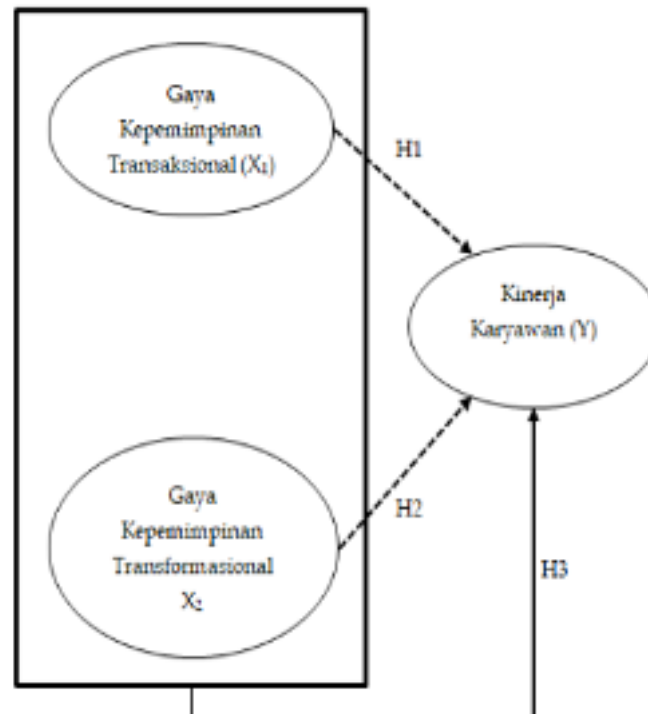 Gaya
Kepemimpinan
Transaksional (X₁)
H1
Kinerja
Karyawan (Y)
Gaya
Kepemimpinan
Transformasional
X₂
H2
H3